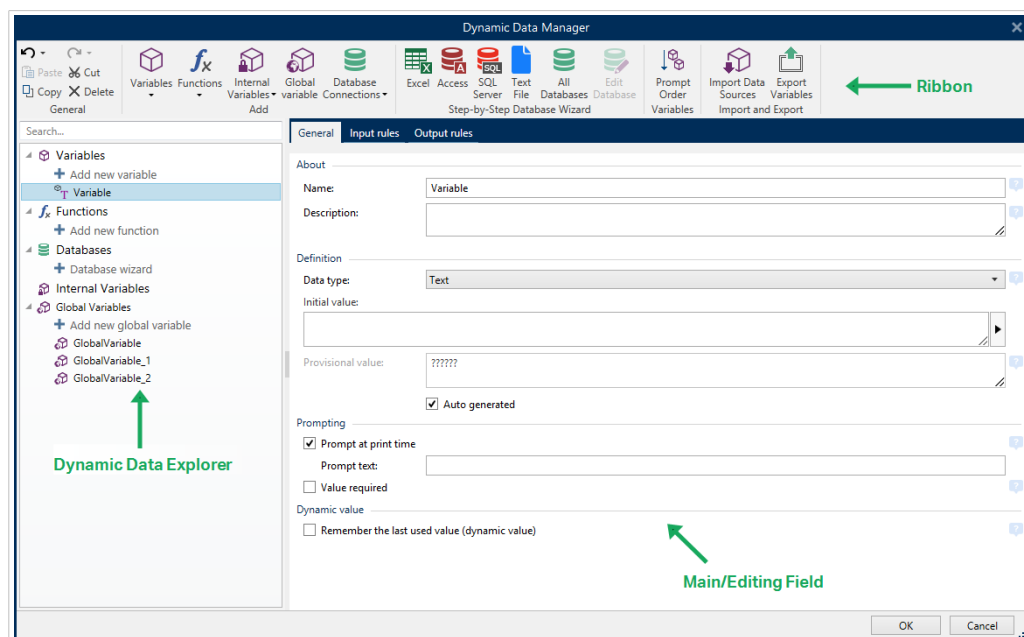 Dynamic Data Manager
Paste Cut
Copy Delete
General
Variables Functions Internal Variables Global variable Database Connections
Add
Excel Access SQL Server Text File All Databases Edit Database
Step-by-Step Database Wizard
Prompt Order
Variables
Import Data Sources Export Variables
Import and Export
Ribbon
Search...
Variables
Add new variable
Variable
Functions
Add new function
Databases
Database wizard
Internal Variables
Global Variables
Add new global variable
GlobalVariable
GlobalVariable_1
GlobalVariable_2
Dynamic Data Explorer
General Input rules Output rules
About
Name: Variable
Description:
Definition
Data type: Text
Initial value:
Provisional value: ??????
Auto generated
Prompting
Prompt at print time
Prompt text:
Value required
Dynamic value
Remember the last used value (dynamic value)
Main/Editing Field
OK Cancel